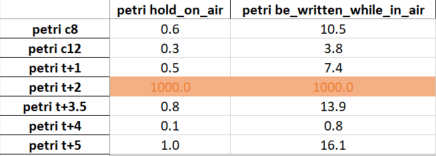 petri hold_on_air petri be_written_while_in_air
petri c8 0.6 10.5
petri c12 0.3 3.8
petri t+1 0.5 7.4
petri t+2 1000.0 1000.0
petri t+3.5 0.8 13.9
petri t+4 0.1 0.8
petri t+5 1.0 16.1